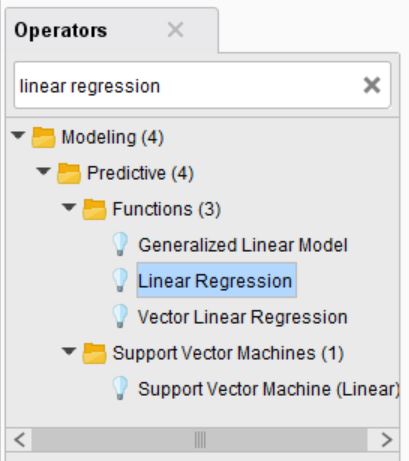 Operators
linear regression
Modeling (4)
Predictive (4)
Functions (3)
Generalized Linear Model
Linear Regression
Vector Linear Regression
Support Vector Machines (1)
Support Vector Machine (Linear)